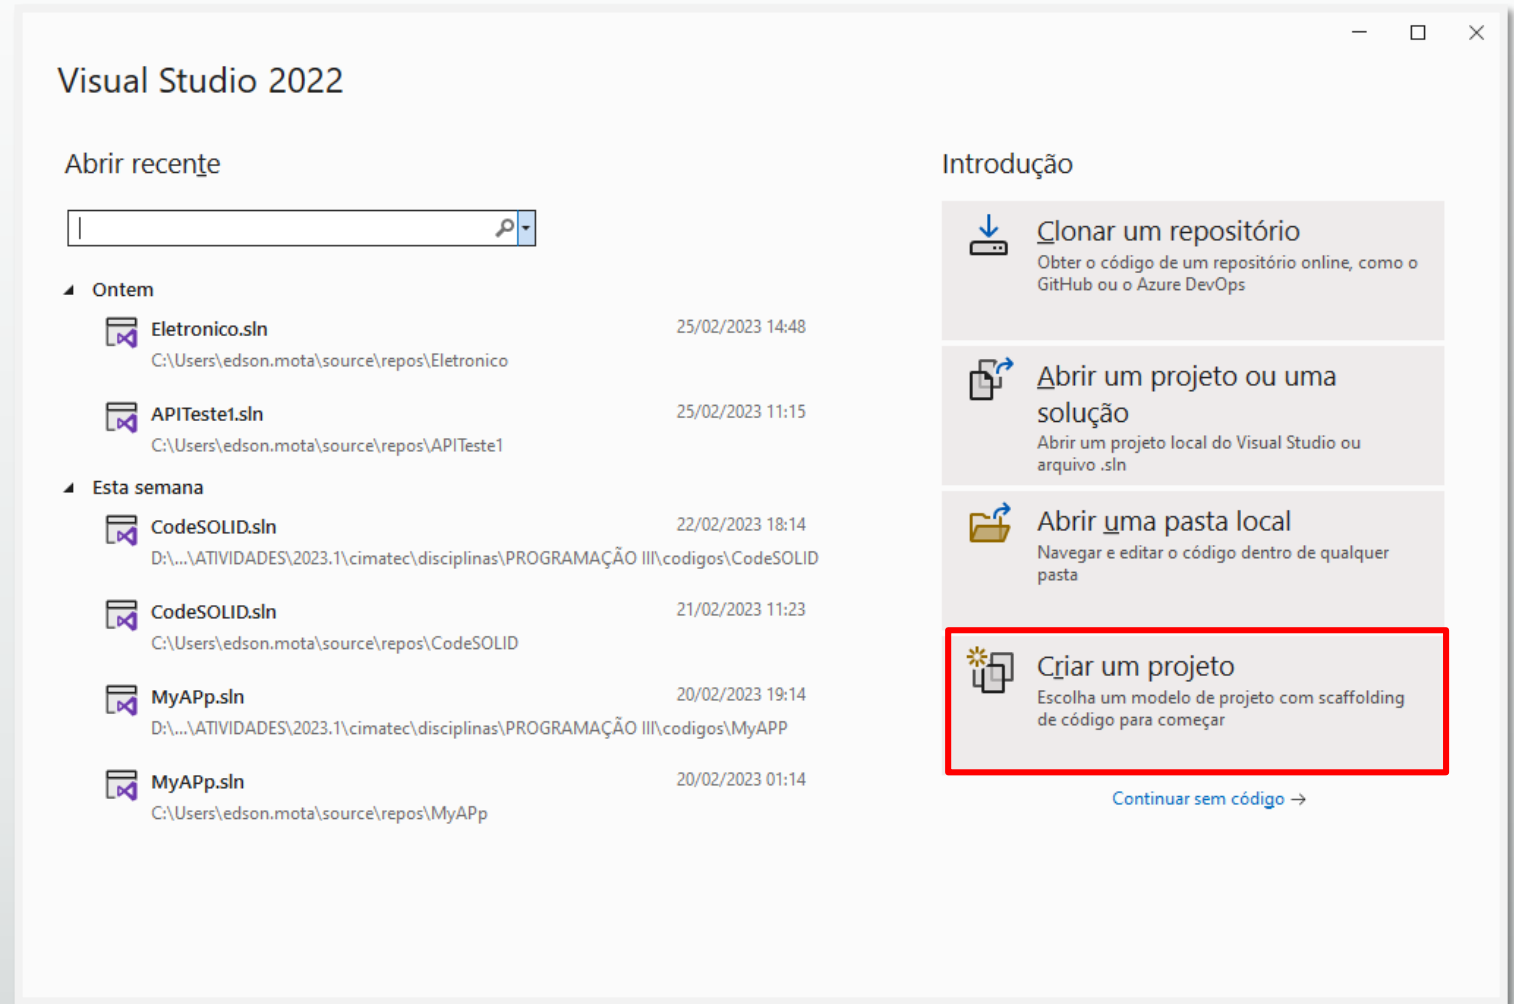 Visual Studio 2022
Abrir recente
Ontem
Eletronico.sln
25/02/2023 14:48
C:\Users\edson.mota\source\repos\Eletronico
APITeste1.sln
25/02/2023 11:15
C:\Users\edson.mota\source\repos\APITeste1
Esta semana
CodeSOLID.sln
22/02/2023 18:14
D:\...\ATIVIDADES\2023.1\cimatec\disciplinas\PROGRAMAÇÃO III\codigos\CodeSOLID
CodeSOLID.sln
21/02/2023 11:23
C:\Users\edson.mota\source\repos\CodeSOLID
MyAPp.sln
20/02/2023 19:14
D:\...\ATIVIDADES\2023.1\cimatec\disciplinas\PROGRAMAÇÃO III\codigos\MyAPP
MyAPp.sln
20/02/2023 01:14
C:\Users\edson.mota\source\repos\MyAPp
Introdução
Clonar um repositório
Obter o código de um repositório online, como o
GitHub ou o Azure DevOps
Abrir um projeto ou uma
solução
Abrir um projeto local do Visual Studio ou
arquivo .sln
Abrir uma pasta local
Navegar e editar o código dentro de qualquer
pasta
Criar um projeto
Escolha um modelo de projeto com scaffolding
de código para começar
Continuar sem código →